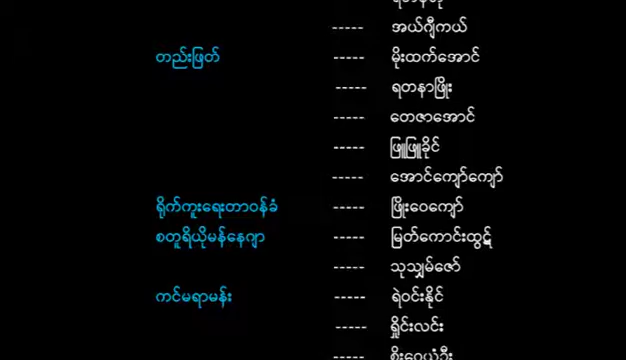 ----- အယ်ဂျီကယ်
တည်းဖြတ် ----- မိုးထက်အောင်
----- ရတနာဖြိုး
----- တေဇာအောင်
----- ဖြူဖြူခိုင်
----- အောင်ကျော်ကျော်
ရိုက်ကူးရေးတာဝန်ခံ ----- ဖြိုးဝေကျော်
စတူရီယိုမန်နေဂျာ ----- မြတ်ကောင်းထွဋ်
----- သုသျှမ်ဇော်
ကင်မရာမန်း ----- ရဲဝင်းနိုင်
----- ရှိုင်းလင်း